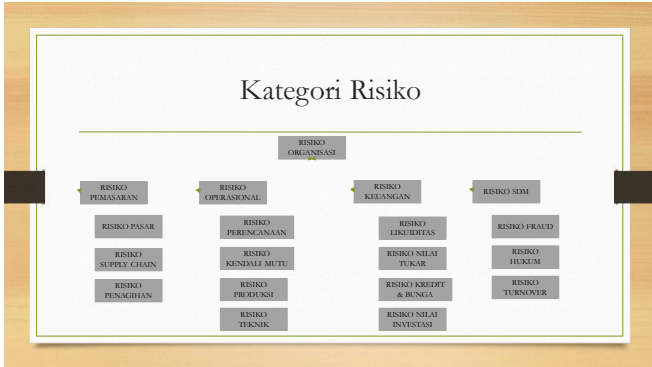 Kategori Risiko
RISIKO
ORGANISASI
RISIKO
PEMASARAN
RISIKO PASAR
RISIKO
SUPPLY CHAIN
RISIKO
PENAGIHAN
RISIKO
OPERASIONAL
RISIKO
PERENCANAAN
RISIKO
KENDALI MUTU
RISIKO
PRODUKSI
RISIKO
TEKNIK
RISIKO
KEUANGAN
RISIKO
LIKUIDITAS
RISIKO NILAI
TUKAR
RISIKO KREDIT
& BUNGA
RISIKO NILAI
INVESTASI
RISIKO SDM
RISIKO FRAUD
RISIKO
HUKUM
RISIKO
TURNOVER